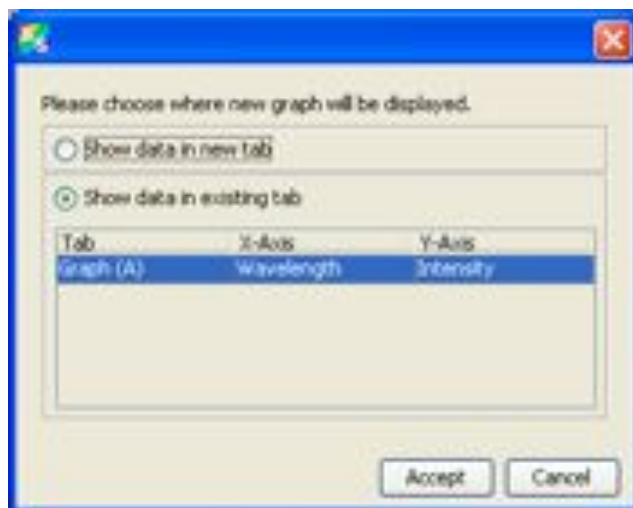 Please choose where new graph will be displayed.
Show data in new tab
Show data in existing tab
Tab X-Axis Y-Axis
Graph (A) Wavelength Intensity
Accept Cancel